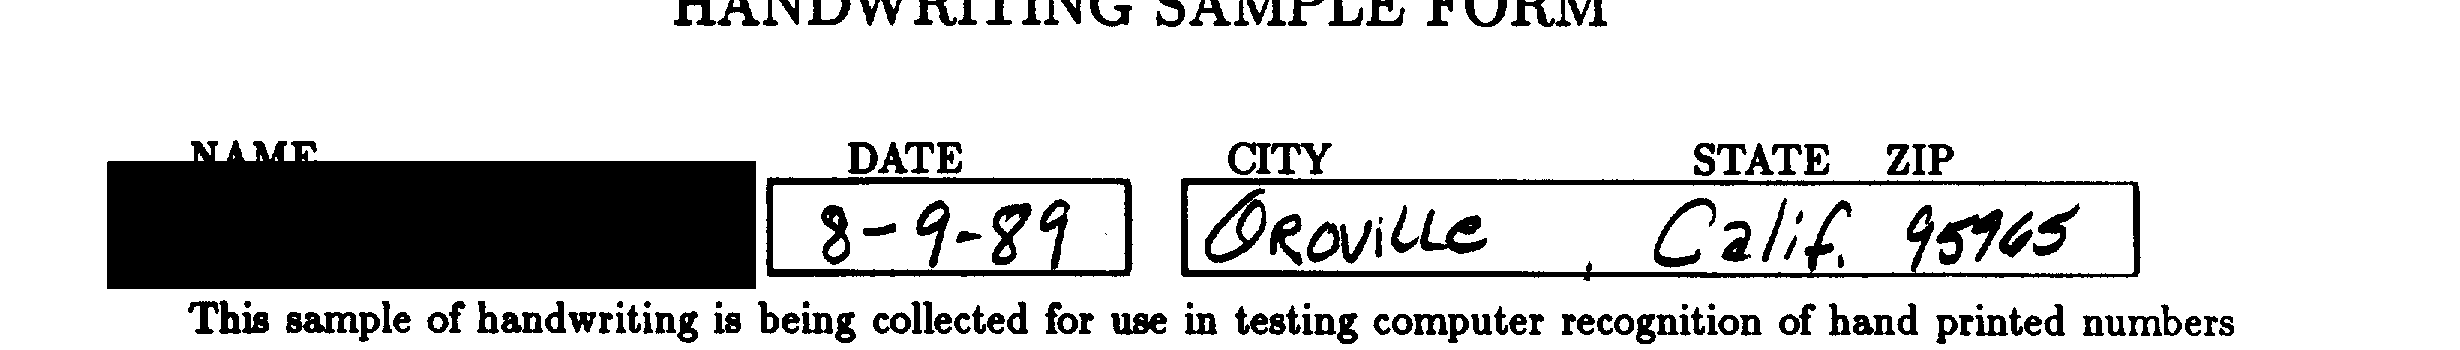 HANDWRITING SAMPLE FORM
NAME DATE CITY STATE ZIP
8-9-89 Oroville, Calif. 95965
This sample of handwriting is being collected for use in testing computer recognition of hand printed numbers